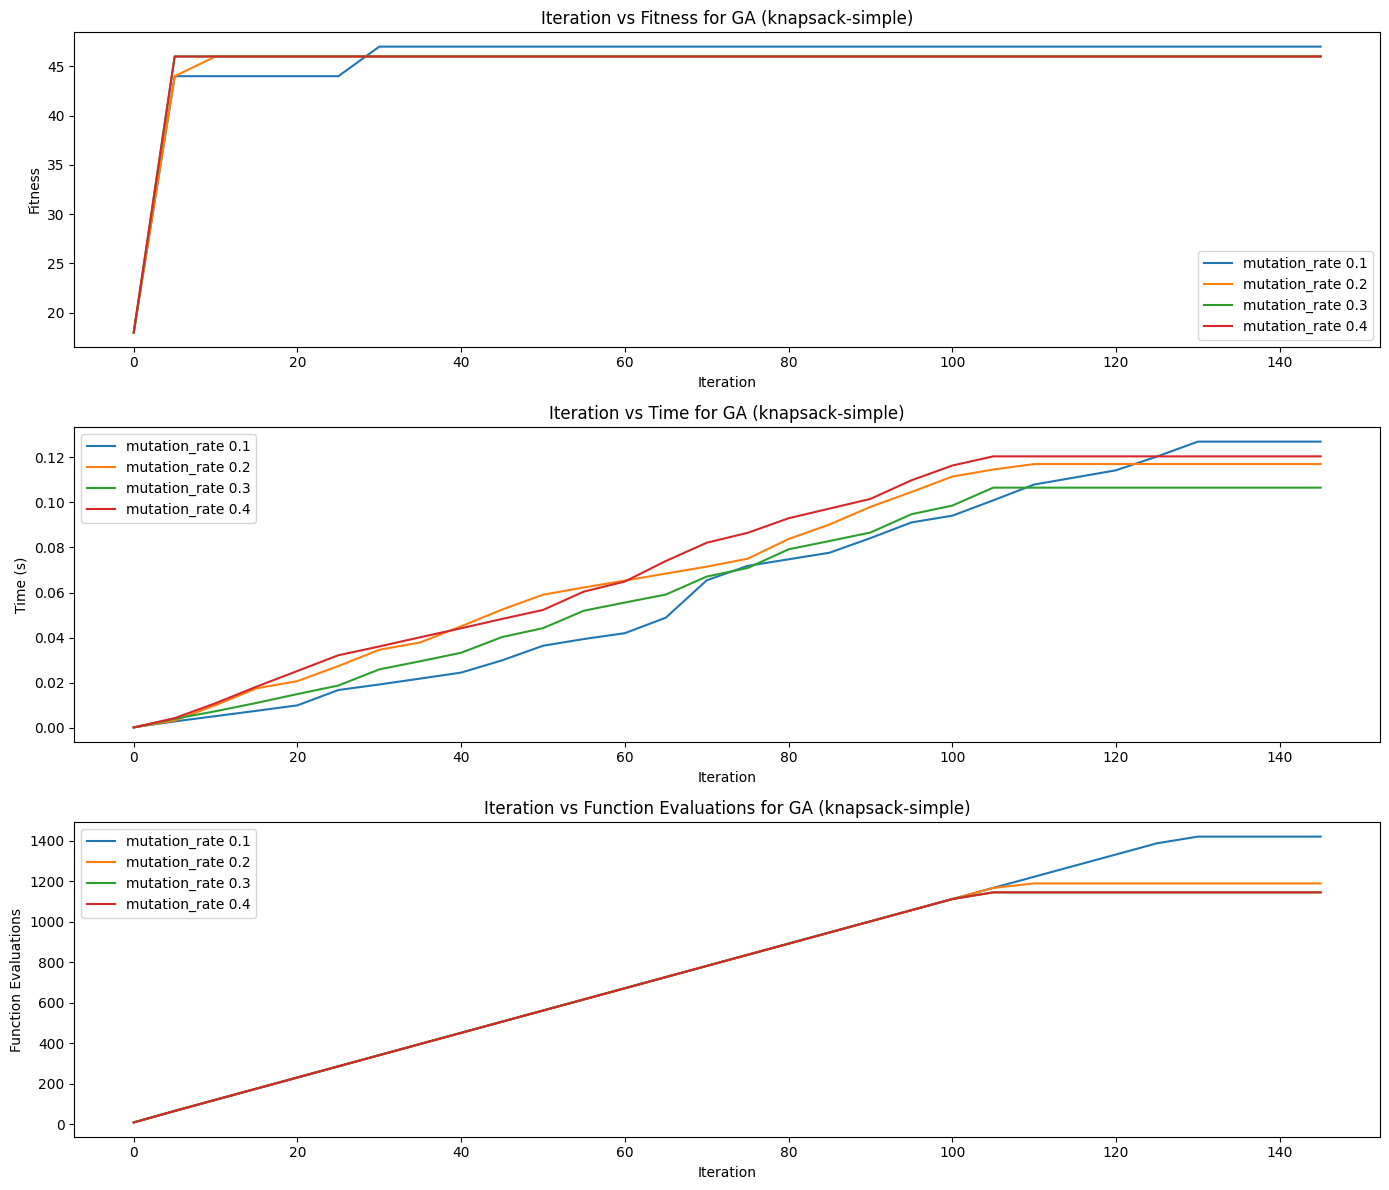 Iteration vs Fitness for GA (knapsack-simple)
45
40
35
30
25
20
Fitness
mutation_rate 0.1
mutation_rate 0.2
mutation_rate 0.3
mutation_rate 0.4
0 20 40 60 80 100 120 140
Iteration
Iteration vs Time for GA (knapsack-simple)
mutation_rate 0.1
mutation_rate 0.2
mutation_rate 0.3
mutation_rate 0.4
0.12
0.10
0.08
0.06
0.04
0.02
0.00
Time (s)
0 20 40 60 80 100 120 140
Iteration
Iteration vs Function Evaluations for GA (knapsack-simple)
mutation_rate 0.1
mutation_rate 0.2
mutation_rate 0.3
mutation_rate 0.4
1400
1200
1000
800
600
400
200
0
Function Evaluations
0 20 40 60 80 100 120 140
Iteration